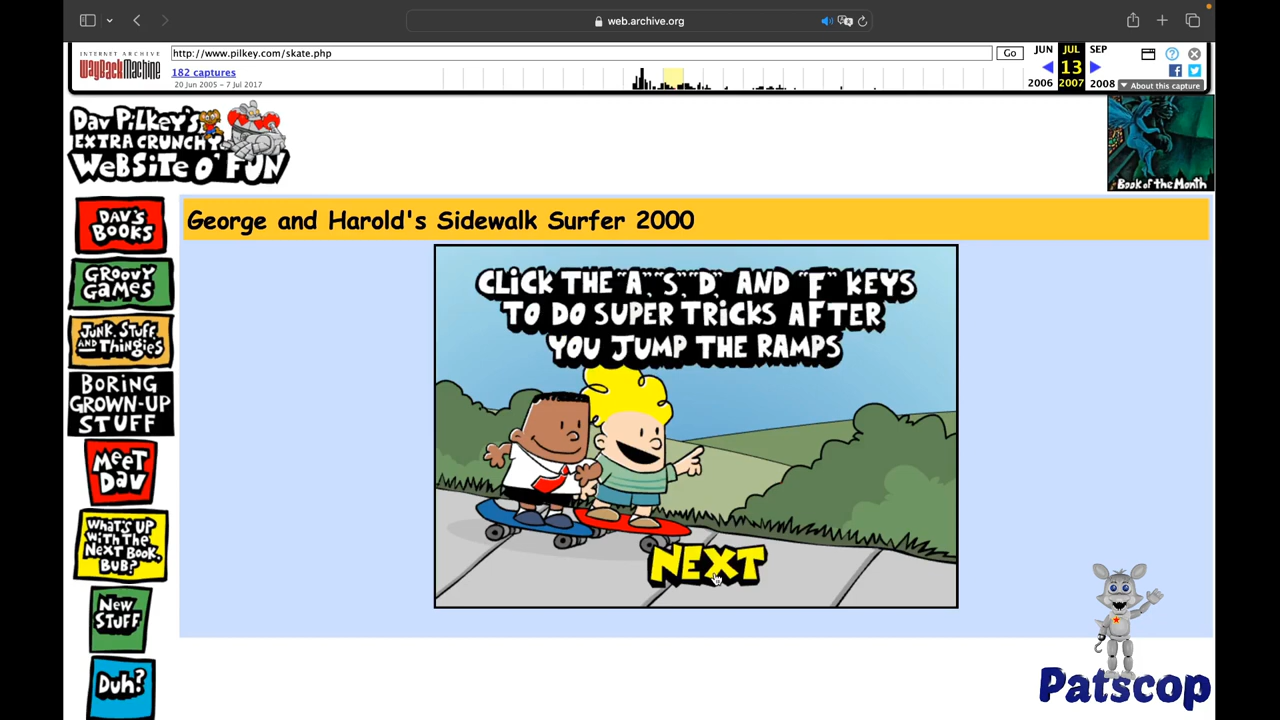 web.archive.org
INTERNET ARCHIVE
WayBackMachine
http://www.pilkey.com/skate.php
Go
JUN JUL SEP
182 captures
13
20 Jun 2005 – 7 Jul 2017
2006 2007 2008
About this capture
DAV PILKEY'S
EXTRA CRUNCHY
WEBSITE O' FUN
Book of the Month
DAV'S
BOOKS
GROOVY
GAMES
JUNK, STUFF,
AND THINGIES
BORING
GROWN-UP
STUFF
MEET
DAV
WHAT'S UP
WITH THE
NEXT BOOK,
BUB?
NEW
STUFF
DUH?
George and Harold's Sidewalk Surfer 2000
CLICK THE "A", "S", "D", AND "F" KEYS
TO DO SUPER TRICKS AFTER
YOU JUMP THE RAMPS
NEXT
Patscop